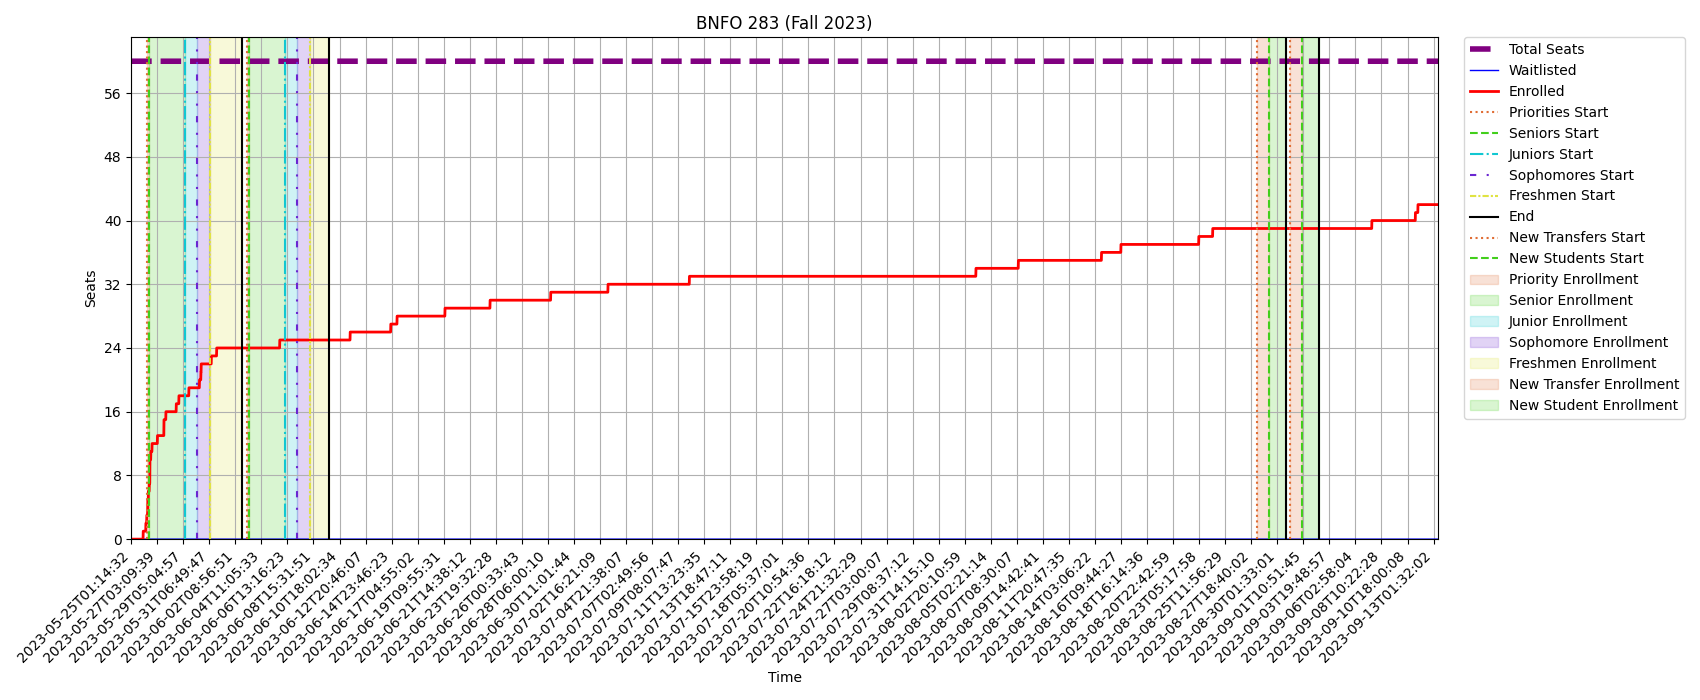 BNFO 283 (Fall 2023)
Seats
56
48
40
32
24
16
8
0
2023-05-25T01:14:32
2023-05-27T03:09:39
2023-05-29T05:04:57
2023-05-31T06:49:47
2023-06-02T08:56:51
2023-06-04T11:05:33
2023-06-06T13:16:23
2023-06-08T15:31:51
2023-06-10T18:02:34
2023-06-12T20:46:07
2023-06-14T23:46:23
2023-06-17T04:55:02
2023-06-19T09:55:31
2023-06-21T14:38:12
2023-06-23T19:32:28
2023-06-26T00:33:43
2023-06-28T06:00:10
2023-06-30T11:01:44
2023-07-02T16:21:09
2023-07-04T21:38:07
2023-07-07T02:49:56
2023-07-09T08:07:47
2023-07-11T13:23:35
2023-07-13T18:47:11
2023-07-15T23:58:19
2023-07-18T05:37:01
2023-07-20T10:54:36
2023-07-22T16:18:12
2023-07-24T21:32:29
2023-07-27T03:00:07
2023-07-29T08:37:12
2023-07-31T14:15:10
2023-08-02T20:10:59
2023-08-05T02:21:14
2023-08-07T08:30:07
2023-08-09T14:42:41
2023-08-11T20:47:35
2023-08-14T03:06:22
2023-08-16T09:44:27
2023-08-18T16:14:36
2023-08-20T22:42:59
2023-08-23T05:17:58
2023-08-25T11:56:29
2023-08-27T18:40:02
2023-08-30T01:33:01
2023-09-01T10:51:45
2023-09-03T19:48:57
2023-09-06T02:58:04
2023-09-08T10:22:28
2023-09-10T18:00:08
2023-09-13T01:32:02
Time
Total Seats
Waitlisted
Enrolled
Priorities Start
Seniors Start
Juniors Start
Sophomores Start
Freshmen Start
End
New Transfers Start
New Students Start
Priority Enrollment
Senior Enrollment
Junior Enrollment
Sophomore Enrollment
Freshmen Enrollment
New Transfer Enrollment
New Student Enrollment